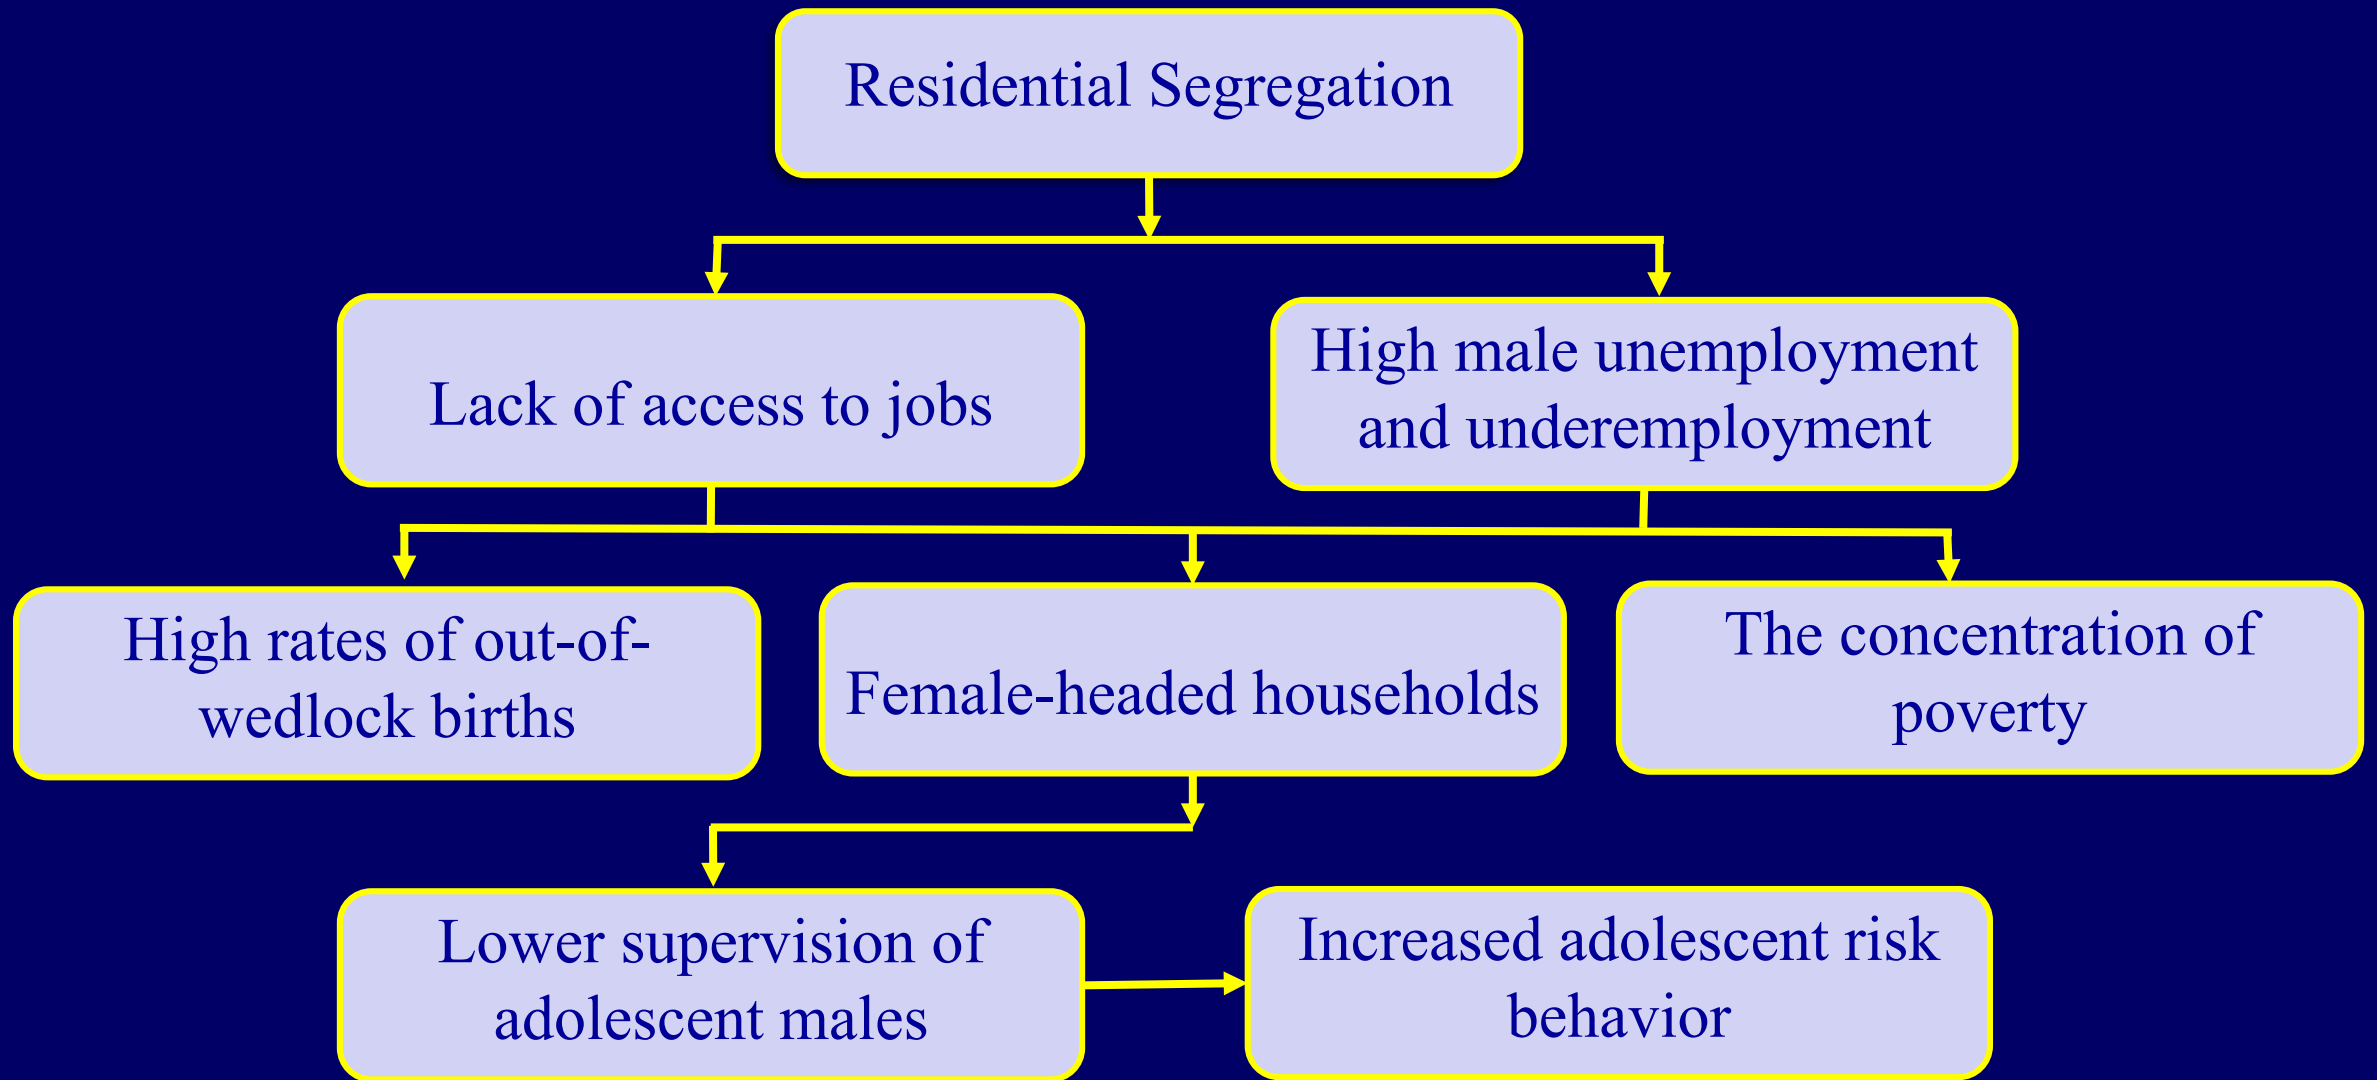 Residential Segregation
Lack of access to jobs
High male unemployment
and underemployment
High rates of out-of-
wedlock births
Female-headed households
The concentration of
poverty
Lower supervision of
adolescent males
Increased adolescent risk
behavior